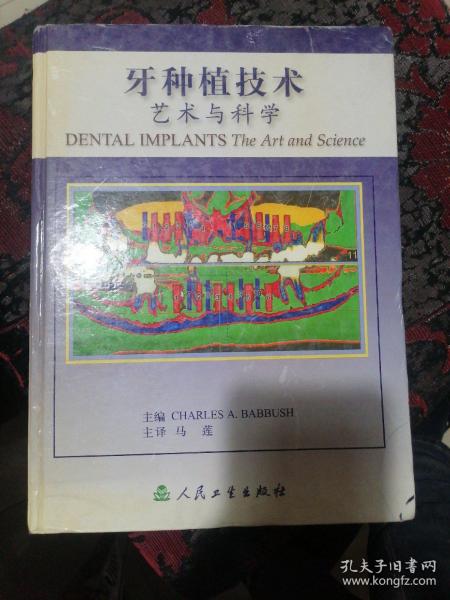 牙种植技术
艺术与科学
DENTAL IMPLANTS The Art and Science
11
主编 CHARLES A. BABBUSH
主译 马 莲
人民卫生出版社
孔夫子旧书网
www.kongfz.com